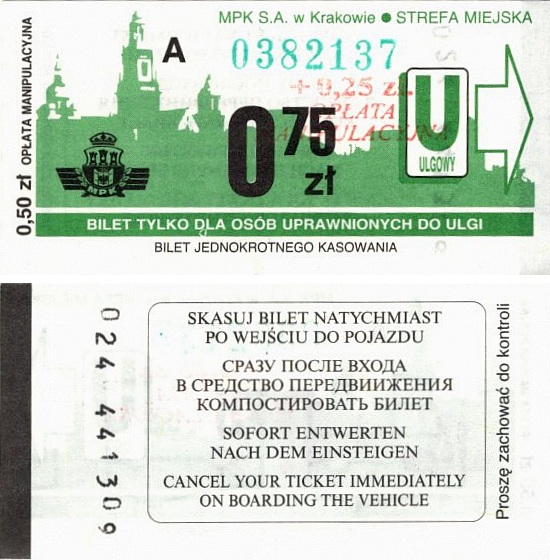 MPK S.A. w Krakowie ● STREFA MIEJSKA
A
0382137
+ 0,25 zł
OPŁATA
MANIPULACYJNA
0,50 zł OPŁATA MANIPULACYJNA
MPK
075
zł
U
ULGOWY
BILET TYLKO DLA OSÓB UPRAWNIONYCH DO ULGI
BILET JEDNOKROTNEGO KASOWANIA
024 441309
SKASUJ BILET NATYCHMIAST
PO WEJŚCIU DO POJAZDU
СРАЗУ ПОСЛЕ ВХОДА
В СРЕДСТВО ПЕРЕДВИИЖЕНИЯ
КОМПОСТИРОВАТЬ БИЛЕТ
SOFORT ENTWERTEN
NACH DEM EINSTEIGEN
CANCEL YOUR TICKET IMMEDIATELY
ON BOARDING THE VEHICLE
Proszę zachować do kontroli